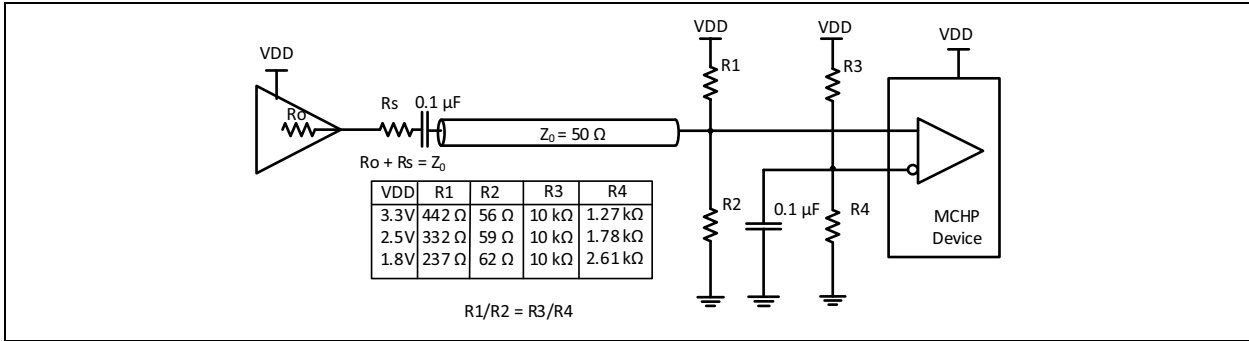 VDD
Ro
Rs
0.1 µF
Ro + Rs = Z0
Z0 = 50 Ω
VDD
R1
R2
VDD
R3
R4
0.1 µF
VDD
MCHP
Device
VDD R1 R2 R3 R4
3.3V 442 Ω 56 Ω 10 kΩ 1.27 kΩ
2.5V 332 Ω 59 Ω 10 kΩ 1.78 kΩ
1.8V 237 Ω 62 Ω 10 kΩ 2.61 kΩ
R1/R2 = R3/R4